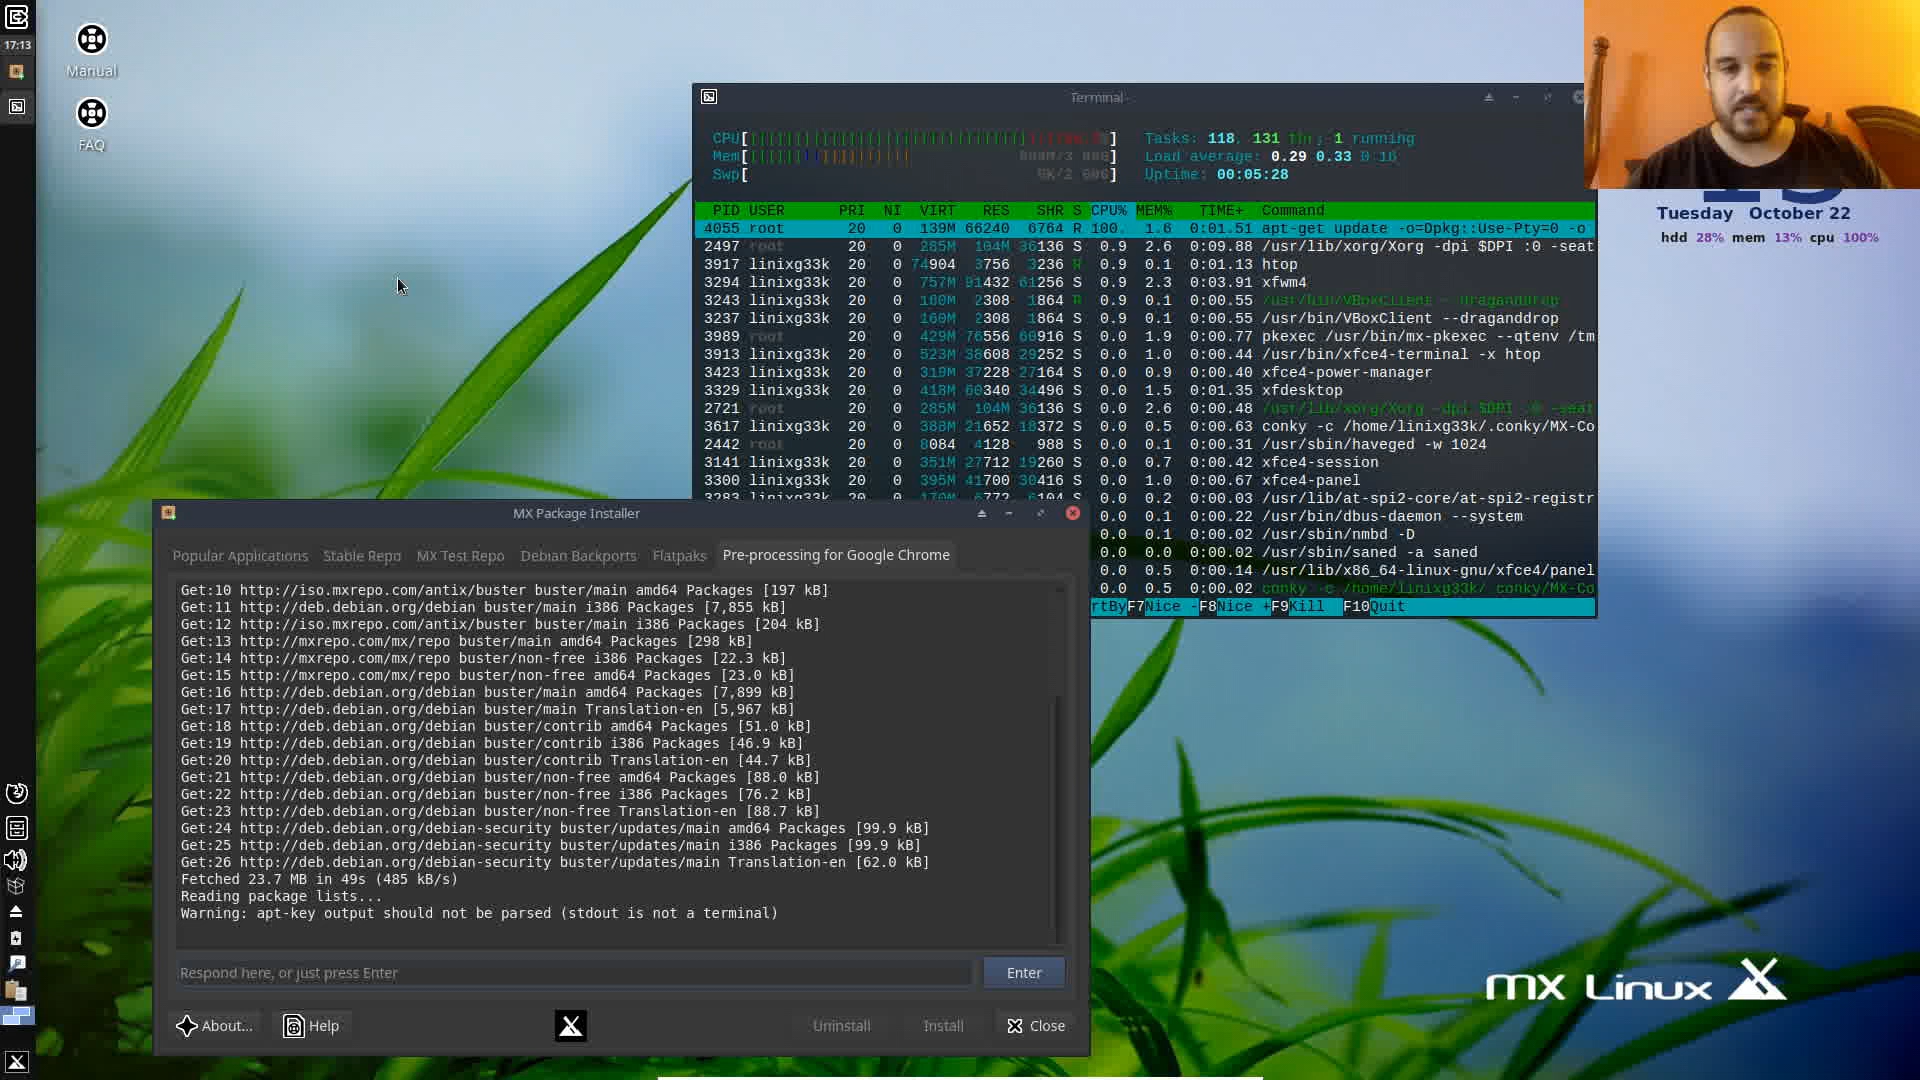 17:13
Manual
FAQ
Terminal -
CPU[
Mem[
Swp[
Tasks: 118, 131 thr; 1 running
Load average: 0.29 0.33 0.16
Uptime: 00:05:28
PID USER PRI NI VIRT RES SHR S CPU% MEM% TIME+ Command
4055 root 20 0 139M 66240 6764 R 100. 1.6 0:01.51 apt-get update -o=Dpkg::Use-Pty=0 -o
2497 root 20 0 285M 104M 36136 S 0.9 2.6 0:09.88 /usr/lib/xorg/Xorg -dpi $DPI :0 -seat
3917 linixg33k 20 0 74904 3756 3236 R 0.9 0.1 0:01.13 htop
3294 linixg33k 20 0 757M 91432 61256 S 0.9 2.3 0:03.91 xfwm4
3243 linixg33k 20 0 160M 2308 1864 R 0.9 0.1 0:00.55 /usr/bin/VBoxClient --draganddrop
3237 linixg33k 20 0 160M 2308 1864 S 0.9 0.1 0:00.55 /usr/bin/VBoxClient --draganddrop
3989 root 20 0 429M 76556 60916 S 0.0 1.9 0:00.77 pkexec /usr/bin/mx-pkexec --qtenv /tm
3913 linixg33k 20 0 523M 38608 29252 S 0.0 1.0 0:00.44 /usr/bin/xfce4-terminal -x htop
3423 linixg33k 20 0 319M 37228 27164 S 0.0 0.9 0:00.40 xfce4-power-manager
3329 linixg33k 20 0 418M 60340 34496 S 0.0 1.5 0:01.35 xfdesktop
2721 root 20 0 285M 104M 36136 S 0.0 2.6 0:00.48 /usr/lib/xorg/Xorg -dpi $DPI :0 -seat
3617 linixg33k 20 0 388M 21652 18372 S 0.0 0.5 0:00.63 conky -c /home/linixg33k/.conky/MX-Co
2442 root 20 0 8084 4128 988 S 0.0 0.1 0:00.31 /usr/sbin/haveged -w 1024
3141 linixg33k 20 0 351M 27712 19260 S 0.0 0.7 0:00.42 xfce4-session
3300 linixg33k 20 0 395M 41700 30416 S 0.0 1.0 0:00.67 xfce4-panel
3283 linixg33k 20 0 170M 6772 6104 S 0.0 0.2 0:00.03 /usr/lib/at-spi2-core/at-spi2-registr
0.0 0.1 0:00.22 /usr/bin/dbus-daemon --system
0.0 0.1 0:00.02 /usr/sbin/nmbd -D
0.0 0.0 0:00.02 /usr/sbin/saned -a saned
0.0 0.5 0:00.14 /usr/lib/x86_64-linux-gnu/xfce4/panel
0.0 0.5 0:00.02 conky -c /home/linixg33k/.conky/MX-Co
rtByF7Nice -F8Nice +F9Kill F10Quit
Tuesday October 22
hdd 28% mem 13% cpu 100%
MX Package Installer
Popular Applications Stable Repo MX Test Repo Debian Backports Flatpaks Pre-processing for Google Chrome
Get:10 http://iso.mxrepo.com/antix/buster buster/main amd64 Packages [197 kB]
Get:11 http://deb.debian.org/debian buster/main i386 Packages [7,855 kB]
Get:12 http://iso.mxrepo.com/antix/buster buster/main i386 Packages [204 kB]
Get:13 http://mxrepo.com/mx/repo buster/main amd64 Packages [298 kB]
Get:14 http://mxrepo.com/mx/repo buster/non-free i386 Packages [22.3 kB]
Get:15 http://mxrepo.com/mx/repo buster/non-free amd64 Packages [23.0 kB]
Get:16 http://deb.debian.org/debian buster/main amd64 Packages [7,899 kB]
Get:17 http://deb.debian.org/debian buster/main Translation-en [5,967 kB]
Get:18 http://deb.debian.org/debian buster/contrib amd64 Packages [51.0 kB]
Get:19 http://deb.debian.org/debian buster/contrib i386 Packages [46.9 kB]
Get:20 http://deb.debian.org/debian buster/contrib Translation-en [44.7 kB]
Get:21 http://deb.debian.org/debian buster/non-free amd64 Packages [88.0 kB]
Get:22 http://deb.debian.org/debian buster/non-free i386 Packages [76.2 kB]
Get:23 http://deb.debian.org/debian buster/non-free Translation-en [88.7 kB]
Get:24 http://deb.debian.org/debian-security buster/updates/main amd64 Packages [99.9 kB]
Get:25 http://deb.debian.org/debian-security buster/updates/main i386 Packages [99.9 kB]
Get:26 http://deb.debian.org/debian-security buster/updates/main Translation-en [62.0 kB]
Fetched 23.7 MB in 49s (485 kB/s)
Reading package lists...
Warning: apt-key output should not be parsed (stdout is not a terminal)
Respond here, or just press Enter
Enter
About... Help Uninstall Install Close
mx Linux